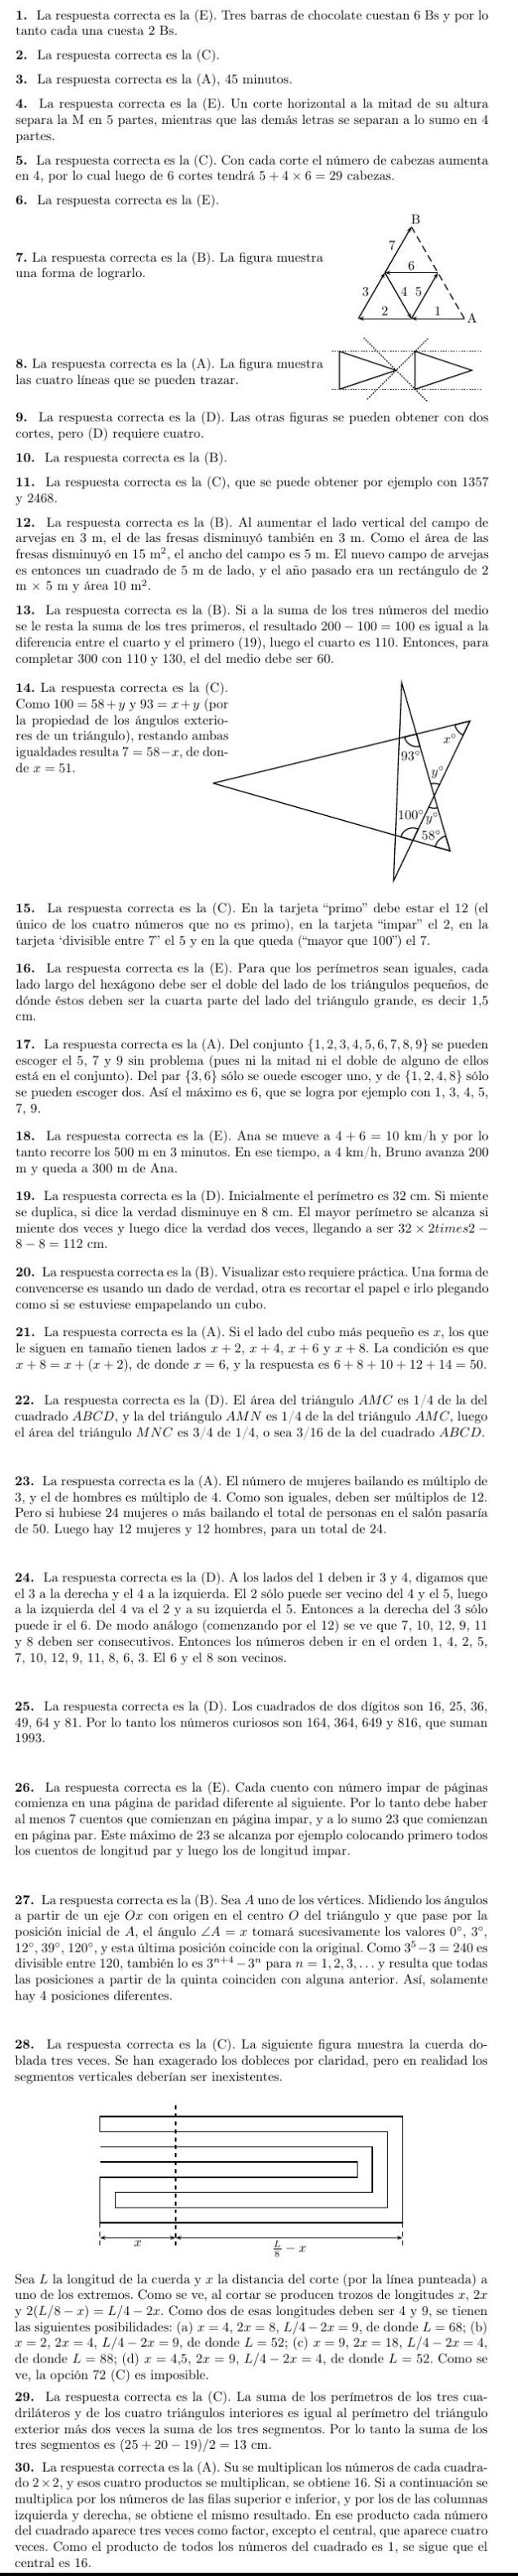 1. La respuesta correcta es la (E). Tres barras de chocolate cuestan 6 Bs y por lo
tanto cada una cuesta 2 Bs.
2. La respuesta correcta es la (C).
3. La respuesta correcta es la (A), 45 minutos.
4. La respuesta correcta es la (E). Un corte horizontal a la mitad de su altura
separa la M en 5 partes, mientras que las demás letras se separan a lo sumo en 4
partes.
5. La respuesta correcta es la (C). Con cada corte el número de cabezas aumenta
en 4, por lo cual luego de 6 cortes tendrá 5 + 4 × 6 = 29 cabezas.
6. La respuesta correcta es la (E).
7. La respuesta correcta es la (B). La figura muestra
una forma de lograrlo.
B
7
6
3
4 5
2
1
A
8. La respuesta correcta es la (A). La figura muestra
las cuatro líneas que se pueden trazar.
9. La respuesta correcta es la (D). Las otras figuras se pueden obtener con dos
cortes, pero (D) requiere cuatro.
10. La respuesta correcta es la (B).
11. La respuesta correcta es la (C), que se puede obtener por ejemplo con 1357
y 2468.
12. La respuesta correcta es la (B). Al aumentar el lado vertical del campo de
arvejas en 3 m, el de las fresas disminuyó también en 3 m. Como el área de las
fresas disminuyó en 15 m², el ancho del campo es 5 m. El nuevo campo de arvejas
es entonces un cuadrado de 5 m de lado, y el año pasado era un rectángulo de 2
m × 5 m y área 10 m².
13. La respuesta correcta es la (B). Si a la suma de los tres números del medio
se le resta la suma de los tres primeros, el resultado 200 − 100 = 100 es igual a la
diferencia entre el cuarto y el primero (19), luego el cuarto es 110. Entonces, para
completar 300 con 110 y 130, el del medio debe ser 60.
14. La respuesta correcta es la (C).
Como 100 = 58 + y y 93 = x + y (por
la propiedad de los ángulos exterio-
res de un triángulo), restando ambas
igualdades resulta 7 = 58 − x, de don-
de x = 51.
x°
93°
y°
100°
y°
58°
15. La respuesta correcta es la (C). En la tarjeta “primo” debe estar el 12 (el
único de los cuatro números que no es primo), en la tarjeta “impar” el 2, en la
tarjeta ‘divisible entre 7” el 5 y en la que queda (“mayor que 100”) el 7.
16. La respuesta correcta es la (E). Para que los perímetros sean iguales, cada
lado largo del hexágono debe ser el doble del lado de los triángulos pequeños, de
dónde éstos deben ser la cuarta parte del lado del triángulo grande, es decir 1,5
cm.
17. La respuesta correcta es la (A). Del conjunto {1, 2, 3, 4, 5, 6, 7, 8, 9} se pueden
escoger el 5, 7 y 9 sin problema (pues ni la mitad ni el doble de alguno de ellos
está en el conjunto). Del par {3, 6} sólo se ouede escoger uno, y de {1, 2, 4, 8} sólo
se pueden escoger dos. Así el máximo es 6, que se logra por ejemplo con 1, 3, 4, 5,
7, 9.
18. La respuesta correcta es la (E). Ana se mueve a 4 + 6 = 10 km/h y por lo
tanto recorre los 500 m en 3 minutos. En ese tiempo, a 4 km/h, Bruno avanza 200
m y queda a 300 m de Ana.
19. La respuesta correcta es la (D). Inicialmente el perímetro es 32 cm. Si miente
se duplica, si dice la verdad disminuye en 8 cm. El mayor perímetro se alcanza si
miente dos veces y luego dice la verdad dos veces, llegando a ser 32 × 2times2 −
8 − 8 = 112 cm.
20. La respuesta correcta es la (B). Visualizar esto requiere práctica. Una forma de
convencerse es usando un dado de verdad, otra es recortar el papel e irlo plegando
como si se estuviese empapelando un cubo.
21. La respuesta correcta es la (A). Si el lado del cubo más pequeño es x, los que
le siguen en tamaño tienen lados x + 2, x + 4, x + 6 y x + 8. La condición es que
x + 8 = x + (x + 2), de donde x = 6, y la respuesta es 6 + 8 + 10 + 12 + 14 = 50.
22. La respuesta correcta es la (D). El área del triángulo AMC es 1/4 de la del
cuadrado ABCD, y la del triángulo AMN es 1/4 de la del triángulo AMC, luego
el área del triángulo MNC es 3/4 de 1/4, o sea 3/16 de la del cuadrado ABCD.
23. La respuesta correcta es la (A). El número de mujeres bailando es múltiplo de
3, y el de hombres es múltiplo de 4. Como son iguales, deben ser múltiplos de 12.
Pero si hubiese 24 mujeres o más bailando el total de personas en el salón pasaría
de 50. Luego hay 12 mujeres y 12 hombres, para un total de 24.
24. La respuesta correcta es la (D). A los lados del 1 deben ir 3 y 4, digamos que
el 3 a la derecha y el 4 a la izquierda. El 2 sólo puede ser vecino del 4 y el 5, luego
a la izquierda del 4 va el 2 y a su izquierda el 5. Entonces a la derecha del 3 sólo
puede ir el 6. De modo análogo (comenzando por el 12) se ve que 7, 10, 12, 9, 11
y 8 deben ser consecutivos. Entonces los números deben ir en el orden 1, 4, 2, 5,
7, 10, 12, 9, 11, 8, 6, 3. El 6 y el 8 son vecinos.
25. La respuesta correcta es la (D). Los cuadrados de dos dígitos son 16, 25, 36,
49, 64 y 81. Por lo tanto los números curiosos son 164, 364, 649 y 816, que suman
1993.
26. La respuesta correcta es la (E). Cada cuento con número impar de páginas
comienza en una página de paridad diferente al siguiente. Por lo tanto debe haber
al menos 7 cuentos que comienzan en página impar, y a lo sumo 23 que comienzan
en página par. Este máximo de 23 se alcanza por ejemplo colocando primero todos
los cuentos de longitud par y luego los de longitud impar.
27. La respuesta correcta es la (B). Sea A uno de los vértices. Midiendo los ángulos
a partir de un eje Ox con origen en el centro O del triángulo y que pase por la
posición inicial de A, el ángulo ∠A = x tomará sucesivamente los valores 0°, 3°,
12°, 39°, 120°, y esta última posición coincide con la original. Como 3⁵ − 3 = 240 es
divisible entre 120, también lo es 3ⁿ⁺⁴ − 3ⁿ para n = 1, 2, 3, . . . y resulta que todas
las posiciones a partir de la quinta coinciden con alguna anterior. Así, solamente
hay 4 posiciones diferentes.
28. La respuesta correcta es la (C). La siguiente figura muestra la cuerda do-
blada tres veces. Se han exagerado los dobleces por claridad, pero en realidad los
segmentos verticales deberían ser inexistentes.
x
L/8 − x
Sea L la longitud de la cuerda y x la distancia del corte (por la línea punteada) a
uno de los extremos. Como se ve, al cortar se producen trozos de longitudes x, 2x
y 2(L/8 − x) = L/4 − 2x. Como dos de esas longitudes deben ser 4 y 9, se tienen
las siguientes posibilidades: (a) x = 4, 2x = 8, L/4 − 2x = 9, de donde L = 68; (b)
x = 2, 2x = 4, L/4 − 2x = 9, de donde L = 52; (c) x = 9, 2x = 18, L/4 − 2x = 4,
de donde L = 88; (d) x = 4,5, 2x = 9, L/4 − 2x = 4, de donde L = 52. Como se
ve, la opción 72 (C) es imposible.
29. La respuesta correcta es la (C). La suma de los perímetros de los tres cua-
driláteros y de los cuatro triángulos interiores es igual al perímetro del triángulo
exterior más dos veces la suma de los tres segmentos. Por lo tanto la suma de los
tres segmentos es (25 + 20 − 19)/2 = 13 cm.
30. La respuesta correcta es la (A). Su se multiplican los números de cada cuadra-
do 2 × 2, y esos cuatro productos se multiplican, se obtiene 16. Si a continuación se
multiplica por los números de las filas superior e inferior, y por los de las columnas
izquierda y derecha, se obtiene el mismo resultado. En ese producto cada número
del cuadrado aparece tres veces como factor, excepto el central, que aparece cuatro
veces. Como el producto de todos los números del cuadrado es 1, se sigue que el
central es 16.